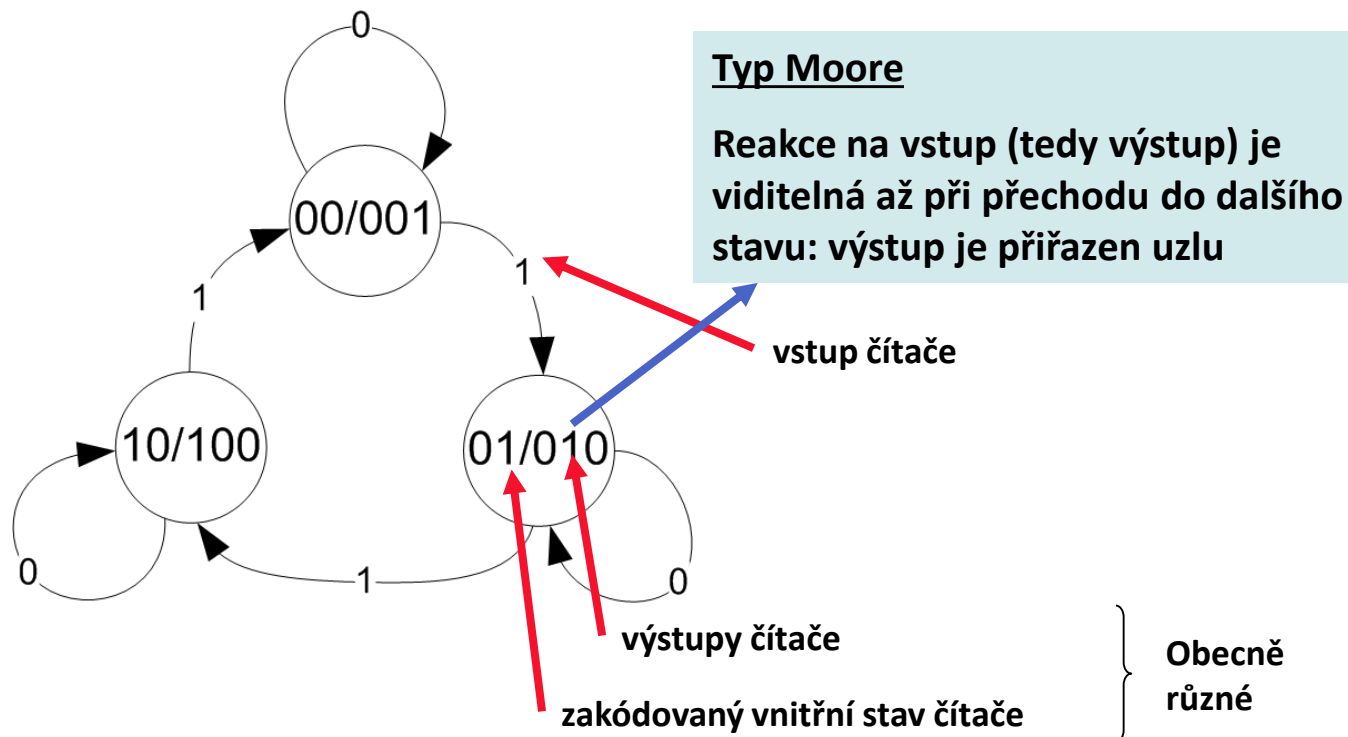 0
Typ Moore
Reakce na vstup (tedy výstup) je
viditelná až při přechodu do dalšího
stavu: výstup je přiřazen uzlu
00/001
1
1
vstup čítače
10/100
01/010
0
1
0
výstupy čítače
Obecně
různé
zakódovaný vnitřní stav čítače